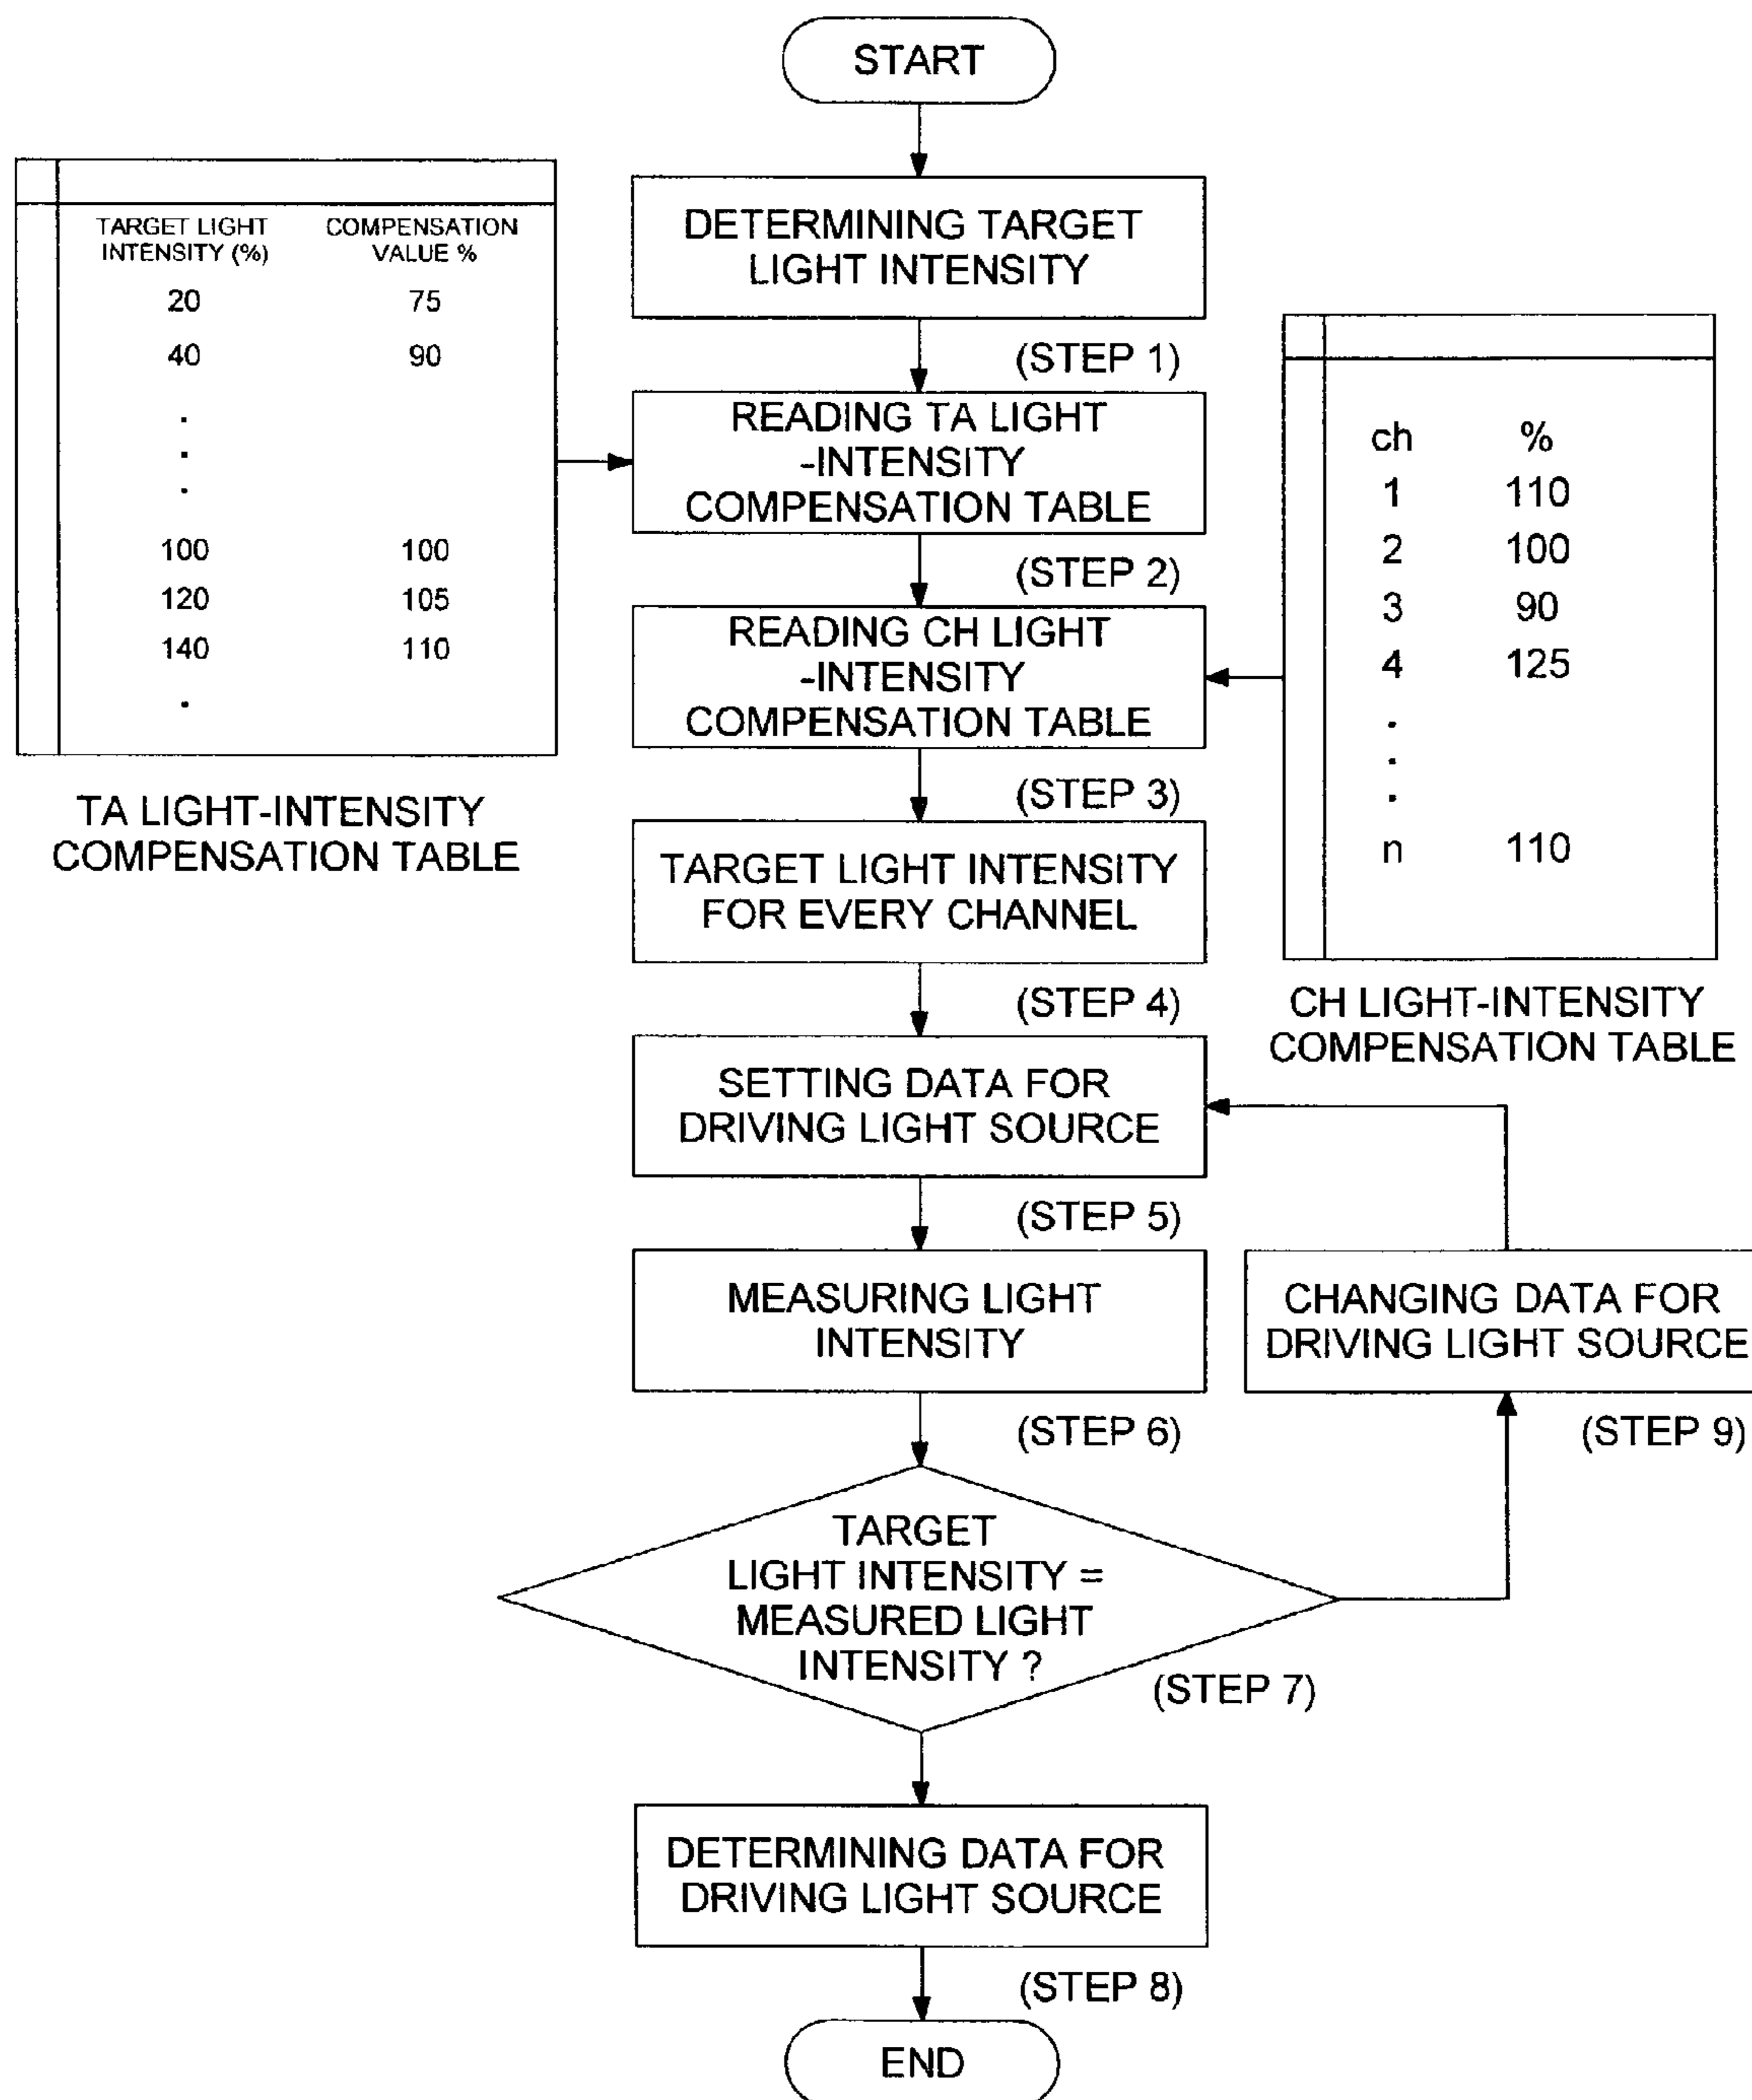 START
DETERMINING TARGET
LIGHT INTENSITY
(STEP 1)
TARGET LIGHT COMPENSATION
INTENSITY (%) VALUE %
20 75
40 90
.
.
.
100 100
120 105
140 110
.
TA LIGHT-INTENSITY
COMPENSATION TABLE
READING TA LIGHT
-INTENSITY
COMPENSATION TABLE
(STEP 2)
READING CH LIGHT
-INTENSITY
COMPENSATION TABLE
(STEP 3)
ch %
1 110
2 100
3 90
4 125
.
.
.
n 110
CH LIGHT-INTENSITY
COMPENSATION TABLE
TARGET LIGHT INTENSITY
FOR EVERY CHANNEL
(STEP 4)
SETTING DATA FOR
DRIVING LIGHT SOURCE
(STEP 5)
MEASURING LIGHT
INTENSITY
(STEP 6)
CHANGING DATA FOR
DRIVING LIGHT SOURCE
(STEP 9)
TARGET
LIGHT INTENSITY =
MEASURED LIGHT
INTENSITY ?
(STEP 7)
DETERMINING DATA FOR
DRIVING LIGHT SOURCE
(STEP 8)
END